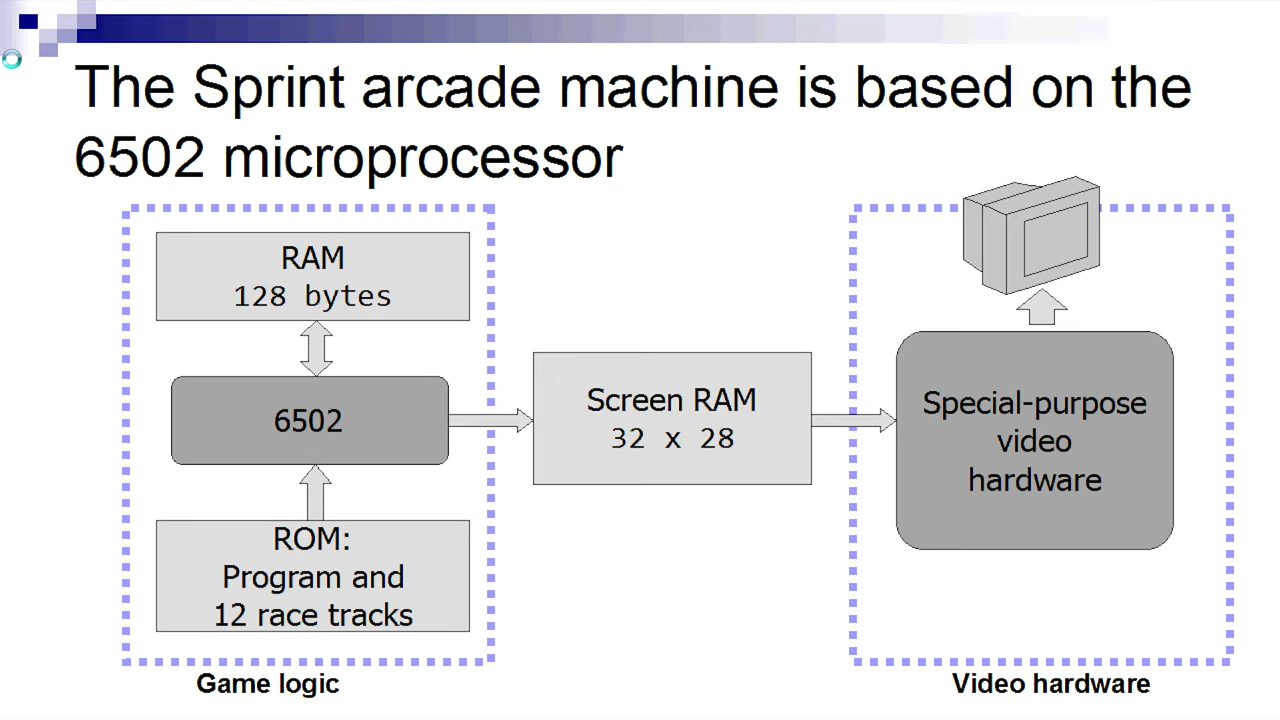 The Sprint arcade machine is based on the
6502 microprocessor
RAM
128 bytes
6502
ROM:
Program and
12 race tracks
Game logic
Screen RAM
32 x 28
Special-purpose
video
hardware
Video hardware